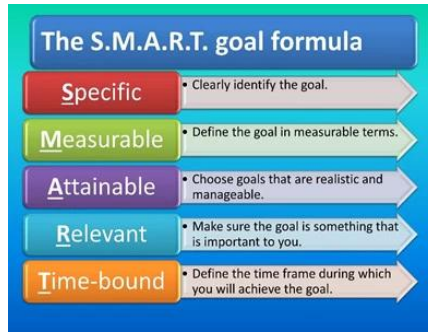 The S.M.A.R.T. goal formula
Specific
• Clearly identify the goal.
Measurable
• Define the goal in measurable terms.
Attainable
• Choose goals that are realistic and
manageable.
Relevant
• Make sure the goal is something that
is important to you.
Time-bound
• Define the time frame during which
you will achieve the goal.